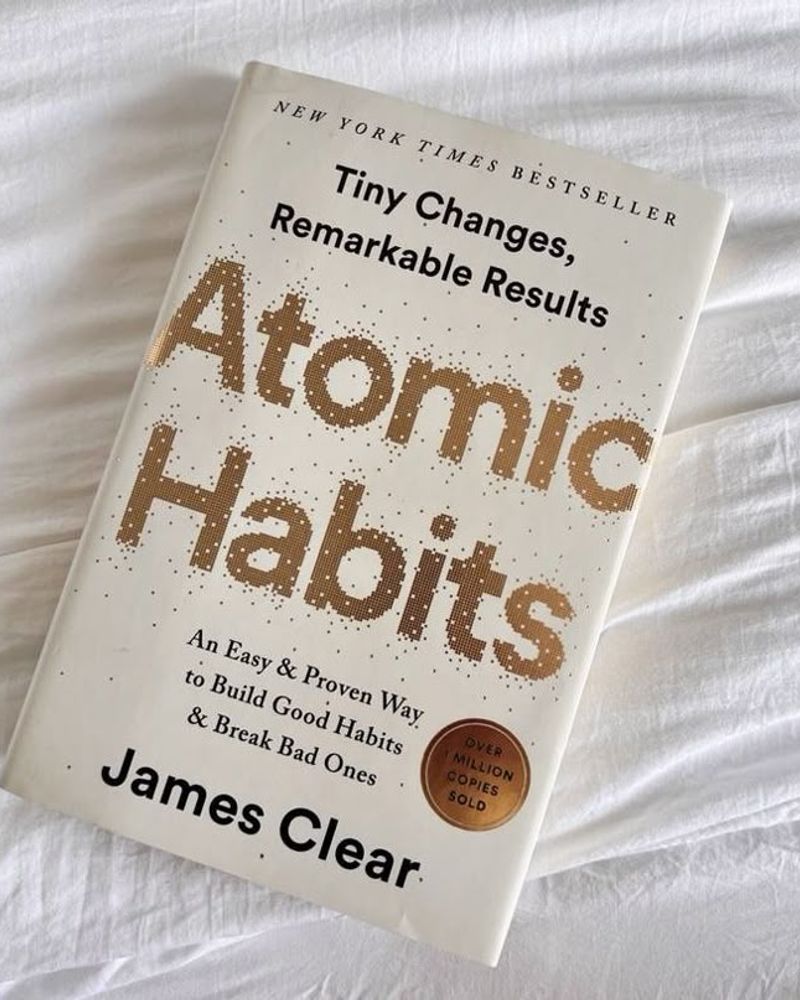 NEW YORK TIMES BESTSELLER
Tiny Changes,
Remarkable Results
Atomic
Habits
An Easy & Proven Way
to Build Good Habits
& Break Bad Ones
OVER
1 MILLION
COPIES
SOLD
James Clear